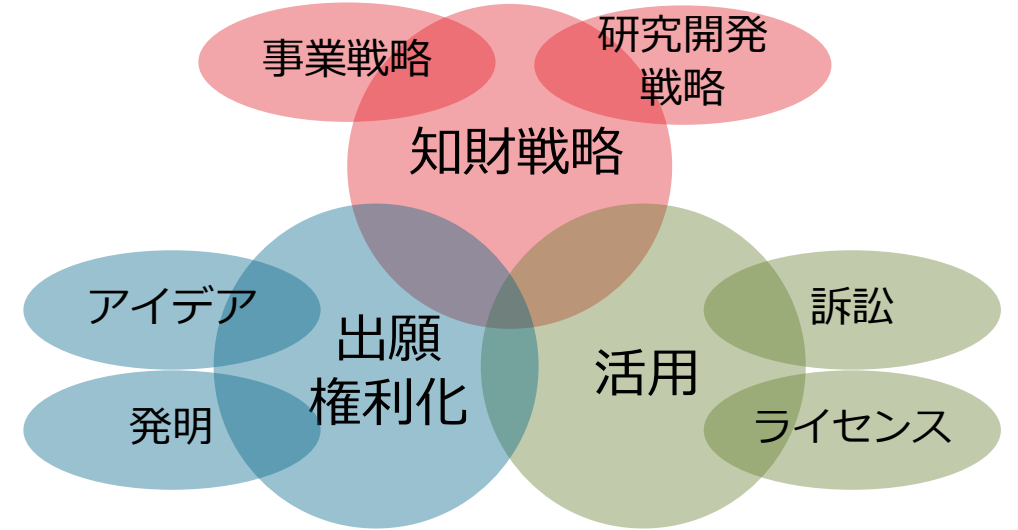 事業戦略
研究開発
戦略
知財戦略
アイデア
発明
出願
権利化
活用
訴訟
ライセンス